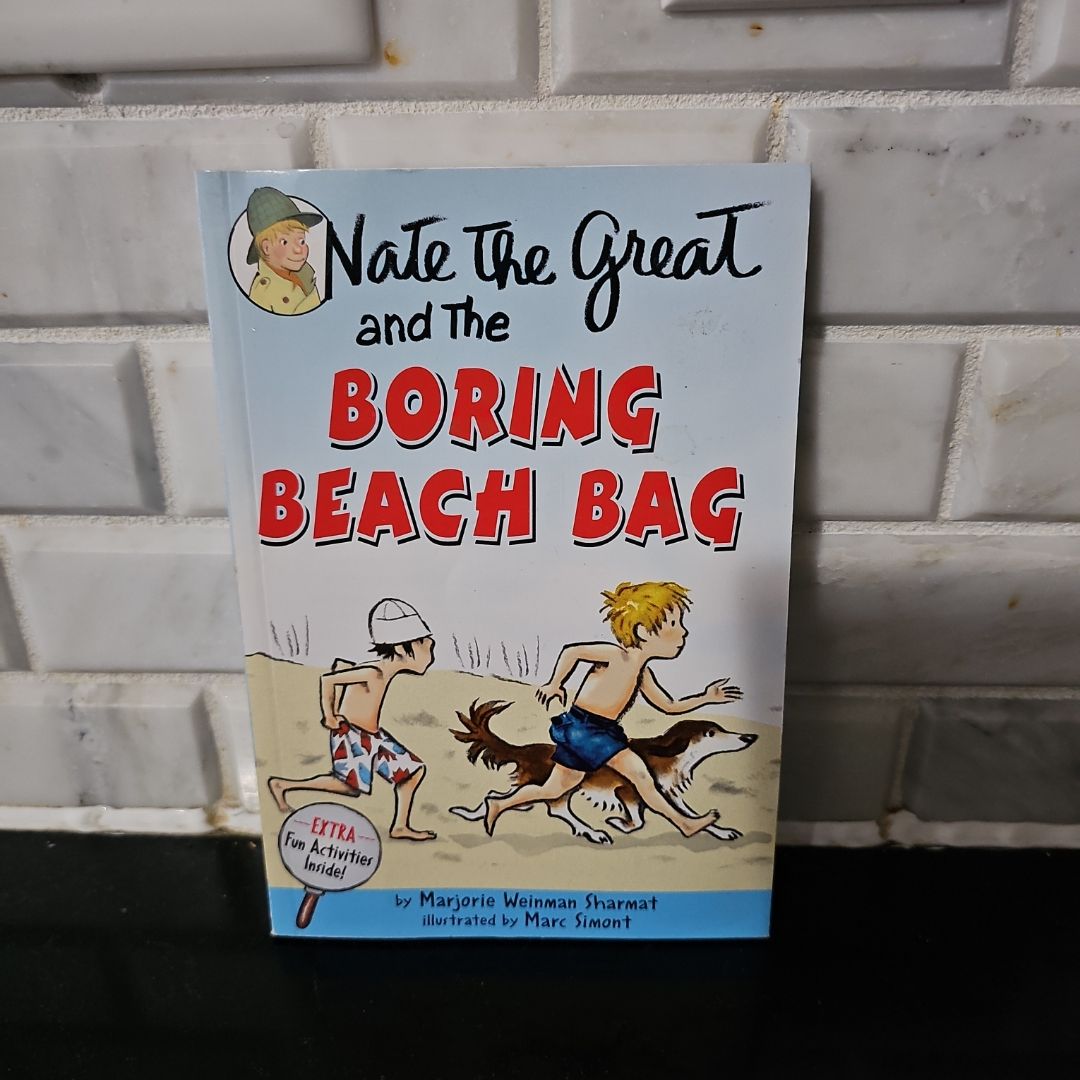 Nate The Great
and The
BORING
BEACH BAG
EXTRA
Fun Activities
Inside!
by Marjorie Weinman Sharmat
illustrated by Marc Simont